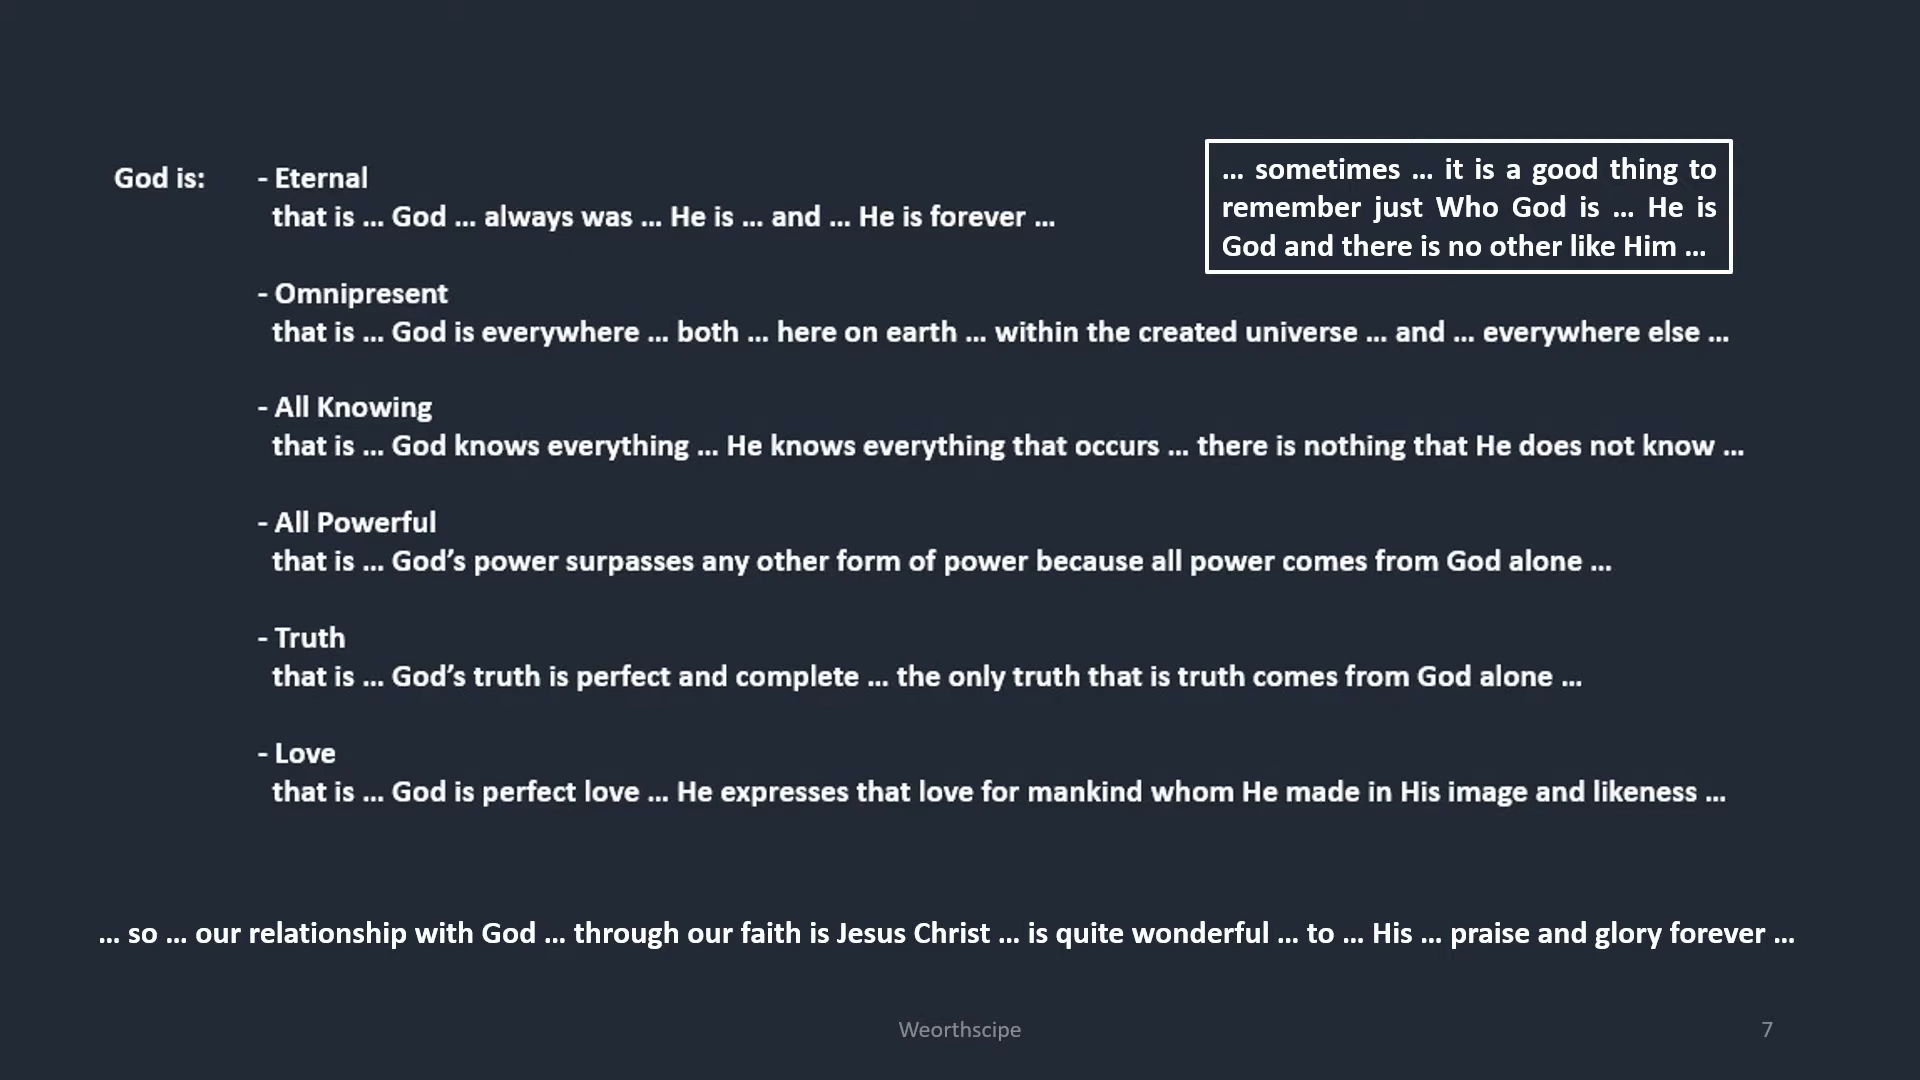 God is:
- Eternal
that is ... God ... always was ... He is ... and ... He is forever ...
... sometimes ... it is a good thing to
remember just Who God is ... He is
God and there is no other like Him ...
- Omnipresent
that is ... God is everywhere ... both ... here on earth ... within the created universe ... and ... everywhere else ...
- All Knowing
that is ... God knows everything ... He knows everything that occurs ... there is nothing that He does not know ...
- All Powerful
that is ... God’s power surpasses any other form of power because all power comes from God alone ...
- Truth
that is ... God’s truth is perfect and complete ... the only truth that is truth comes from God alone ...
- Love
that is ... God is perfect love ... He expresses that love for mankind whom He made in His image and likeness ...
... so ... our relationship with God ... through our faith is Jesus Christ ... is quite wonderful ... to ... His ... praise and glory forever ...
Weorthscipe
7